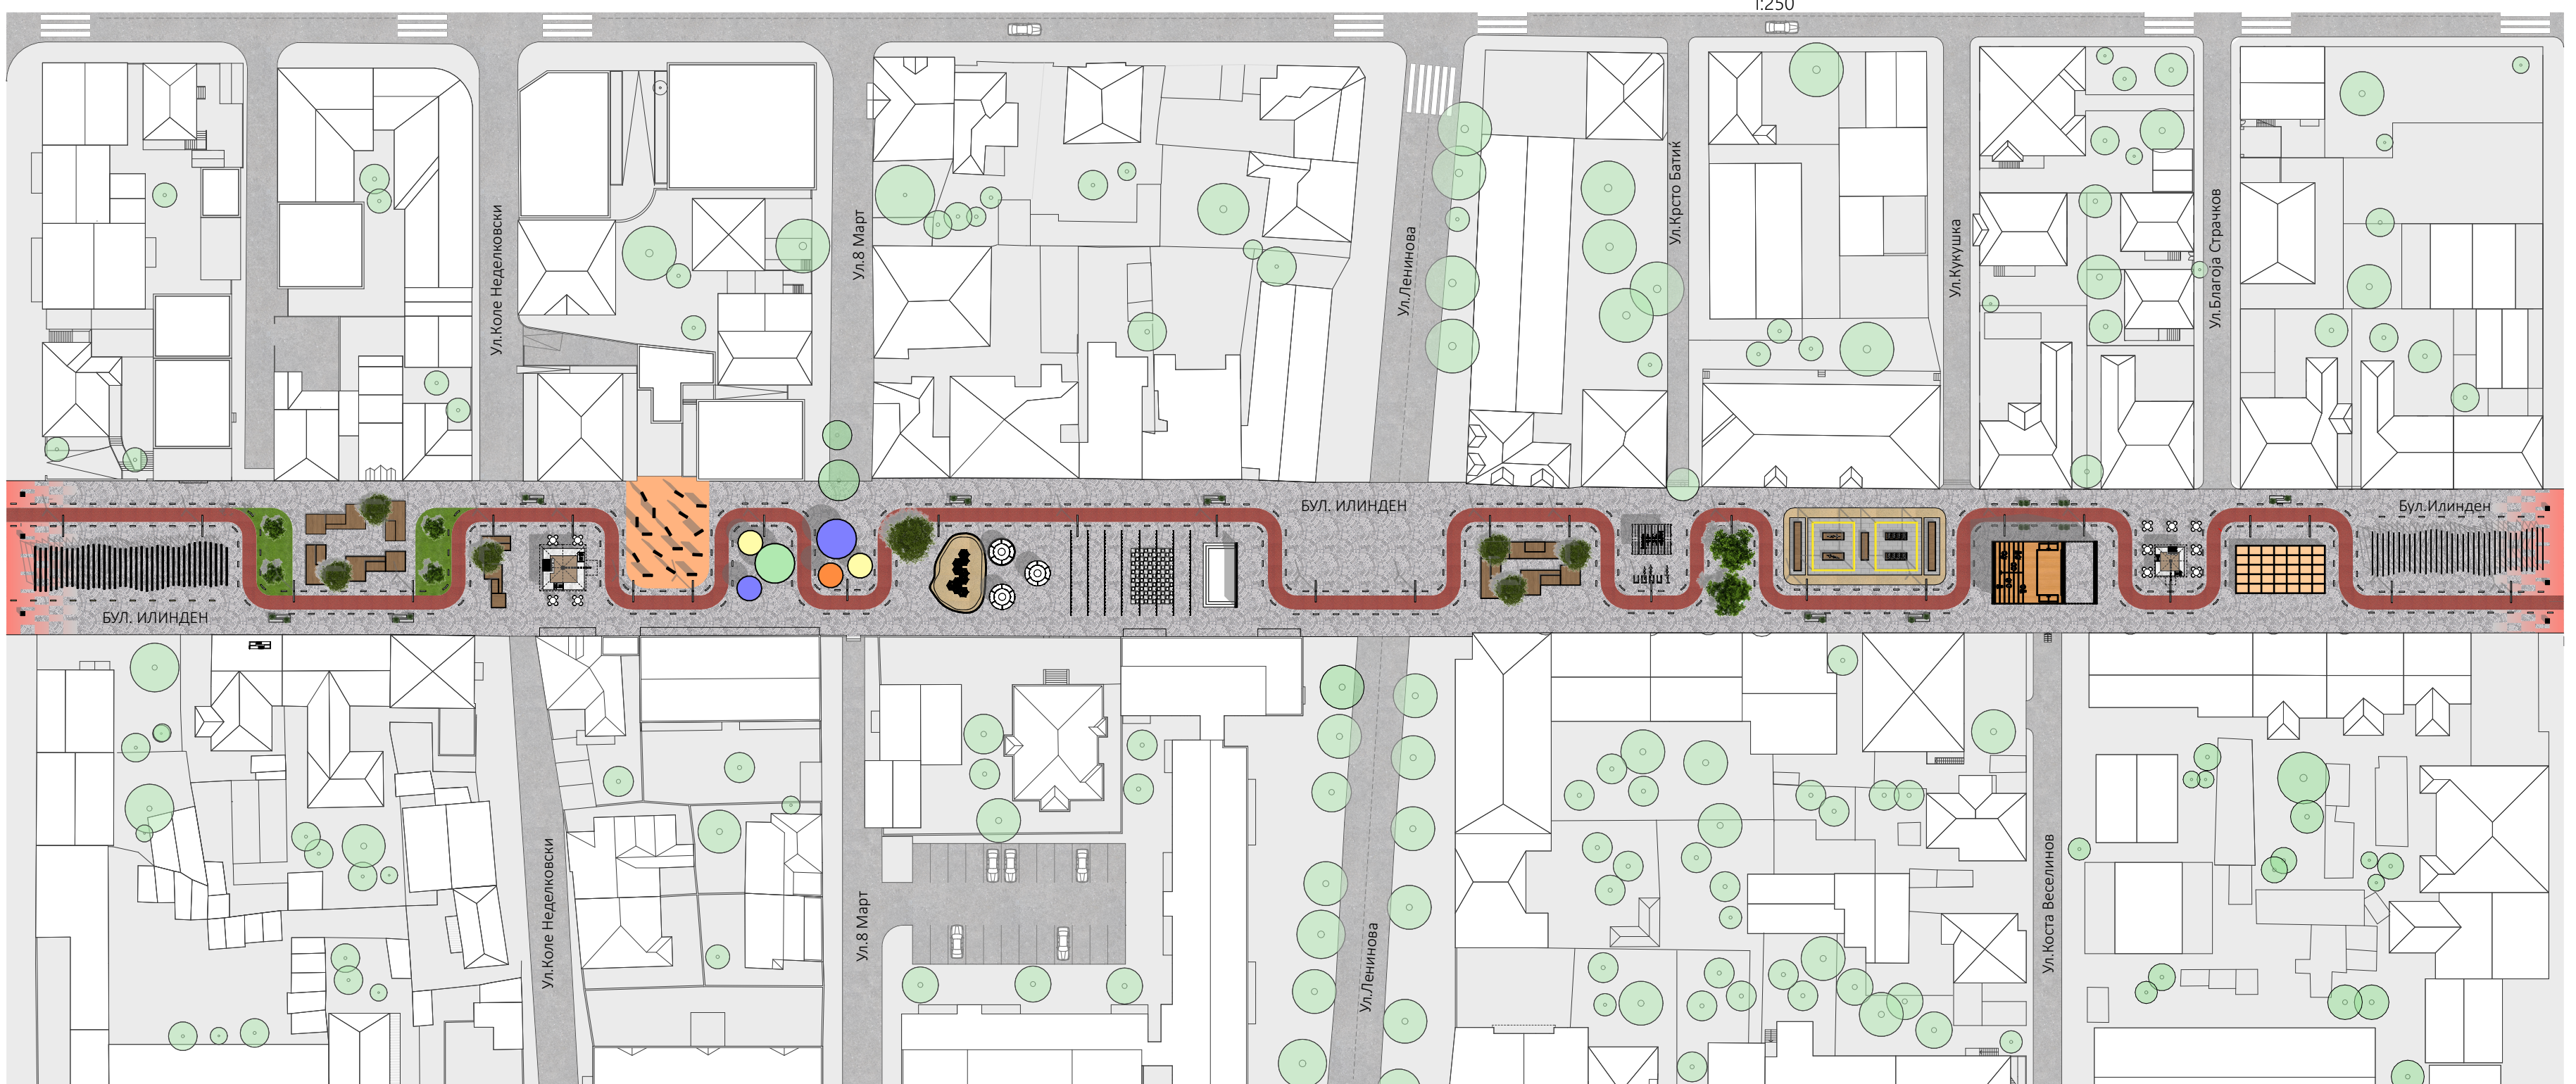 1:250
Ул.Коле Неделковски
Ул.8 Март
Ул.Ленинова
Ул.Крсто Батиќ
Ул.Кукушка
Ул.Благоја Страчков
БУЛ. ИЛИНДЕН
Бул.Илинден
БУЛ. ИЛИНДЕН
Ул.Коле Неделковски
Ул.8 Март
Ул.Ленинова
Ул.Коста Веселинов